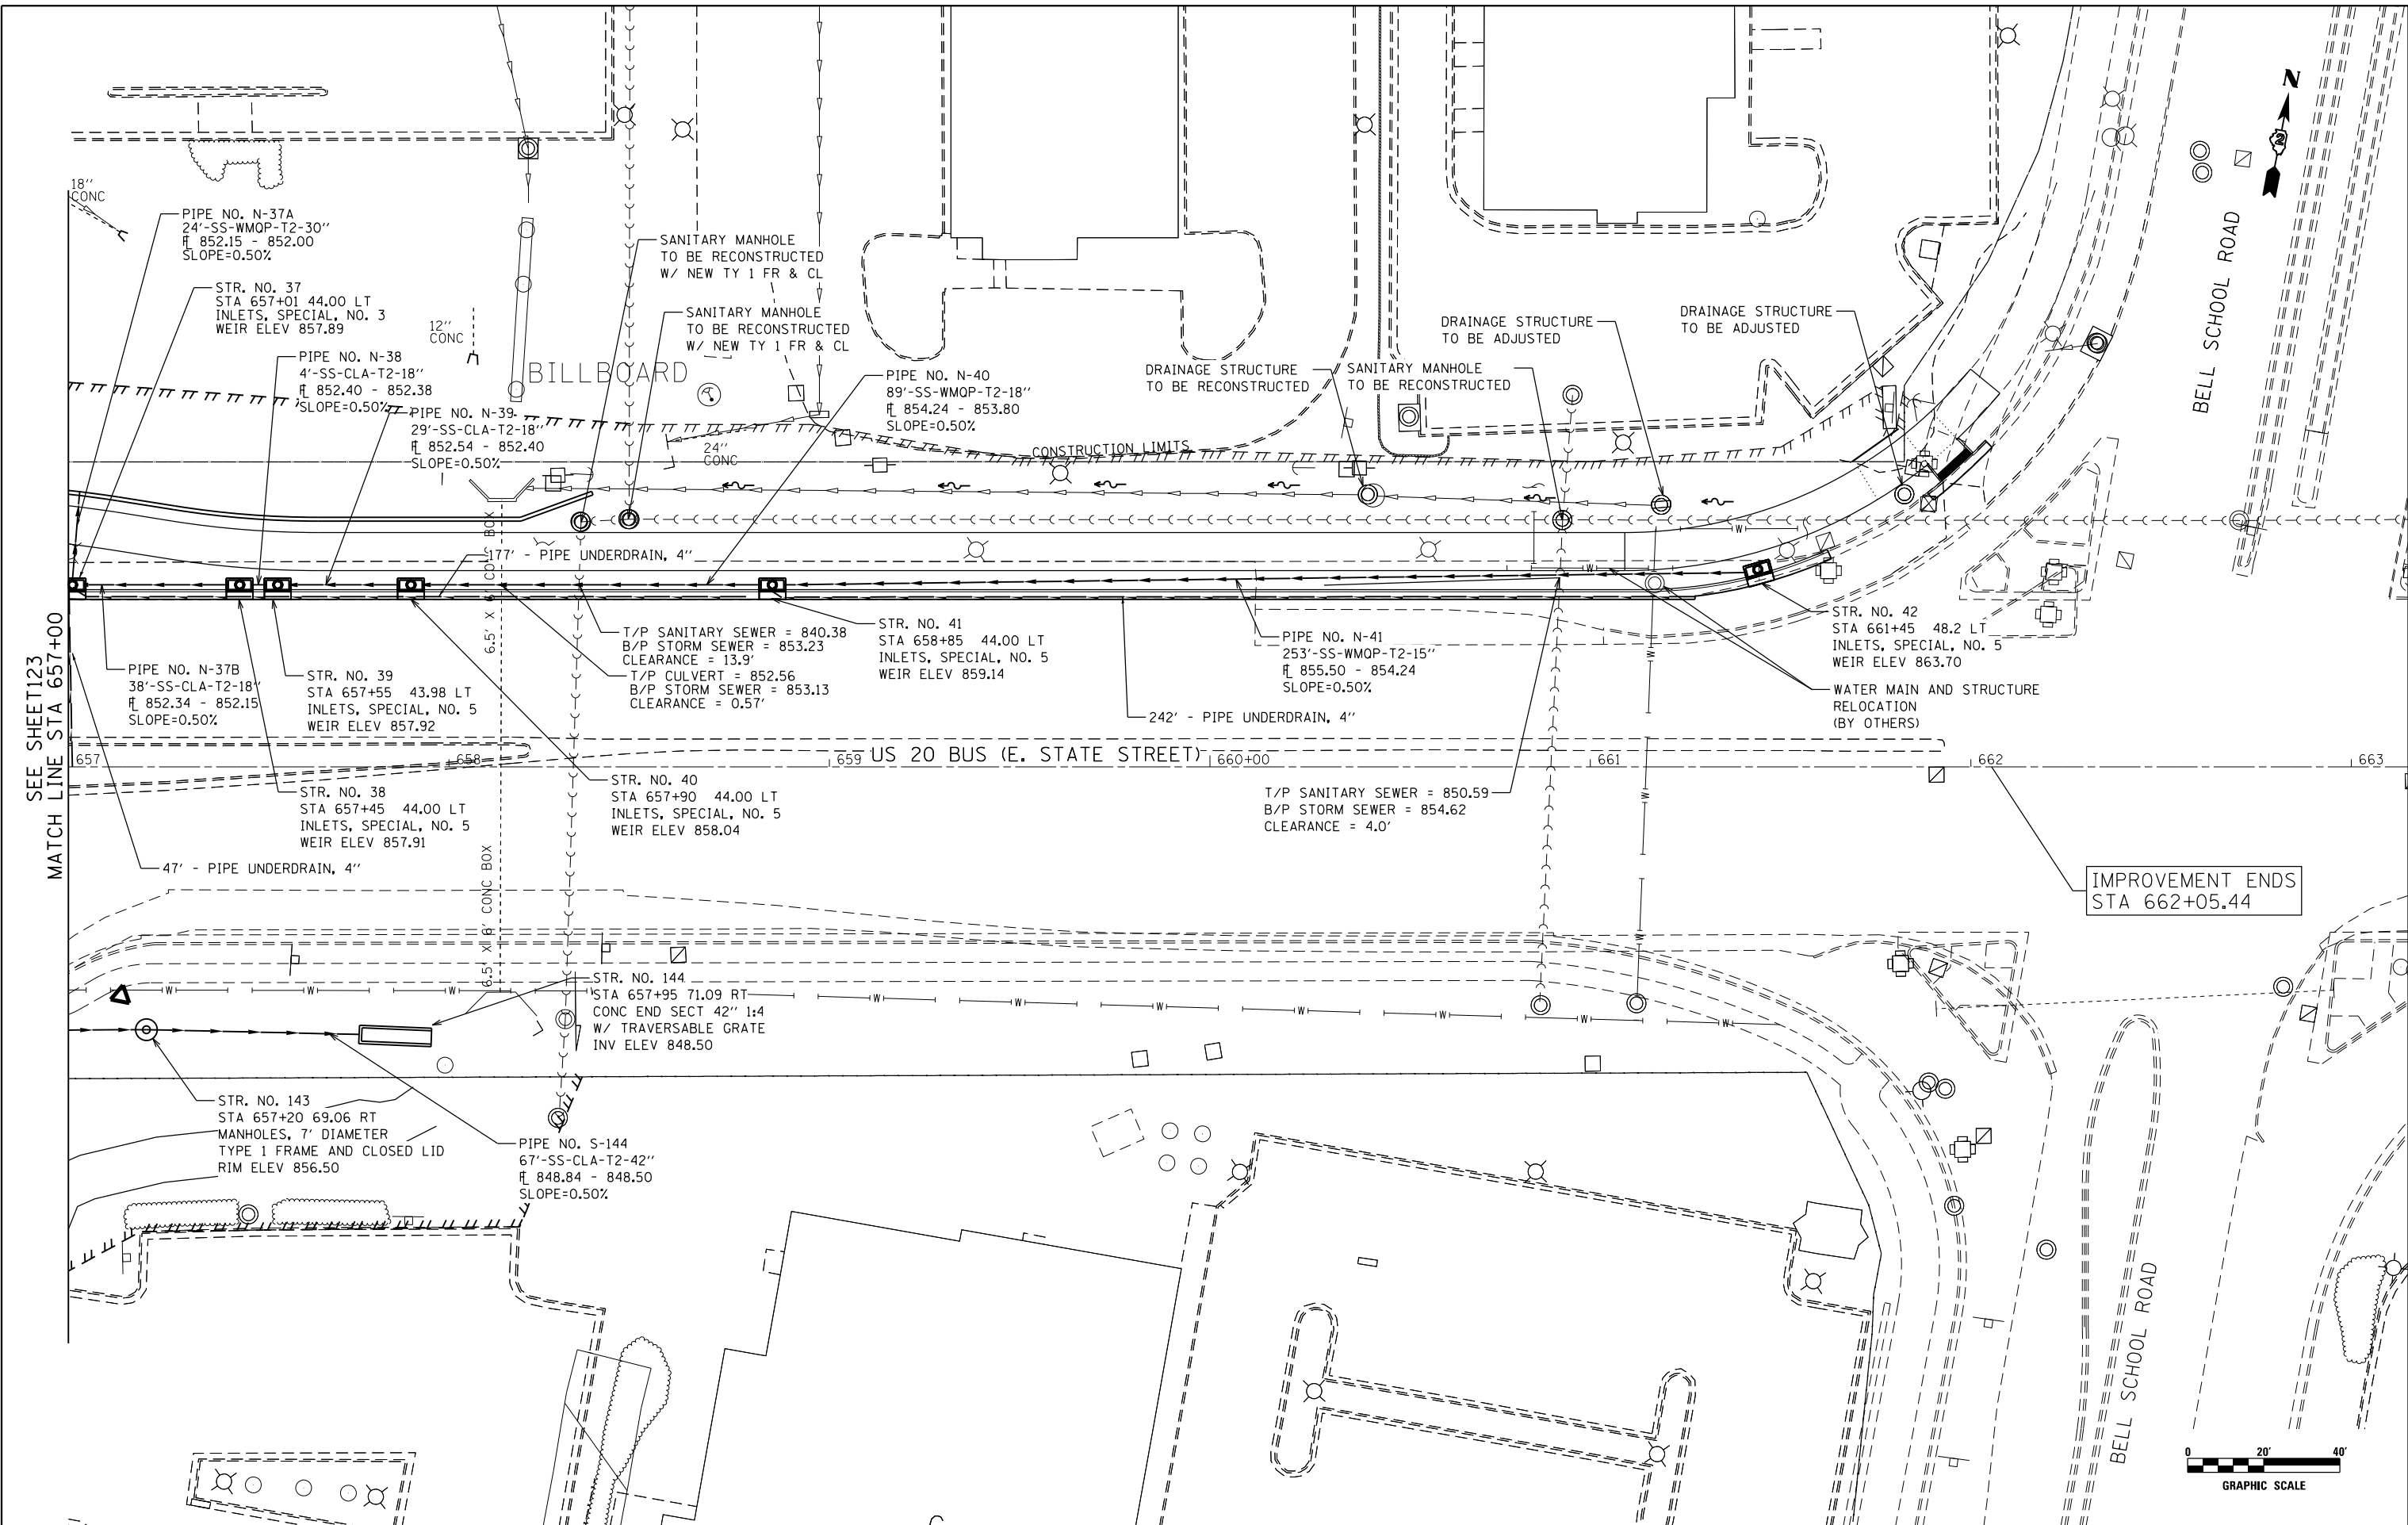 N
2
BELL SCHOOL ROAD
18" CONC
PIPE NO. N-37A
24'-SS-WMQP-T2-30"
FL 852.15 - 852.00
SLOPE=0.50%
STR. NO. 37
STA 657+01 44.00 LT
INLETS, SPECIAL, NO. 3
WEIR ELEV 857.89
12" CONC
PIPE NO. N-38
4'-SS-CLA-T2-18"
FL 852.40 - 852.38
SLOPE=0.50%
PIPE NO. N-39
29'-SS-CLA-T2-18"
FL 852.54 - 852.40
SLOPE=0.50%
BILLBOARD
SANITARY MANHOLE
TO BE RECONSTRUCTED
W/ NEW TY 1 FR & CL
SANITARY MANHOLE
TO BE RECONSTRUCTED
W/ NEW TY 1 FR & CL
24" CONC
PIPE NO. N-40
89'-SS-WMQP-T2-18"
FL 854.24 - 853.80
SLOPE=0.50%
CONSTRUCTION LIMITS
DRAINAGE STRUCTURE
TO BE RECONSTRUCTED
SANITARY MANHOLE
TO BE RECONSTRUCTED
DRAINAGE STRUCTURE
TO BE ADJUSTED
DRAINAGE STRUCTURE
TO BE ADJUSTED
177' - PIPE UNDERDRAIN, 4"
6.5' X 6' CONC BOX
SEE SHEET123
MATCH LINE STA 657+00
PIPE NO. N-37B
38'-SS-CLA-T2-18"
FL 852.34 - 852.15
SLOPE=0.50%
STR. NO. 39
STA 657+55 43.98 LT
INLETS, SPECIAL, NO. 5
WEIR ELEV 857.92
T/P SANITARY SEWER = 840.38
B/P STORM SEWER = 853.23
CLEARANCE = 13.9'
T/P CULVERT = 852.56
B/P STORM SEWER = 853.13
CLEARANCE = 0.57'
STR. NO. 41
STA 658+85 44.00 LT
INLETS, SPECIAL, NO. 5
WEIR ELEV 859.14
242' - PIPE UNDERDRAIN, 4"
PIPE NO. N-41
253'-SS-WMQP-T2-15"
FL 855.50 - 854.24
SLOPE=0.50%
STR. NO. 42
STA 661+45 48.2 LT
INLETS, SPECIAL, NO. 5
WEIR ELEV 863.70
WATER MAIN AND STRUCTURE
RELOCATION
(BY OTHERS)
W
W
W
657 658 659 US 20 BUS (E. STATE STREET) 660+00 661 662 663
STR. NO. 38
STA 657+45 44.00 LT
INLETS, SPECIAL, NO. 5
WEIR ELEV 857.91
STR. NO. 40
STA 657+90 44.00 LT
INLETS, SPECIAL, NO. 5
WEIR ELEV 858.04
T/P SANITARY SEWER = 850.59
B/P STORM SEWER = 854.62
CLEARANCE = 4.0'
47' - PIPE UNDERDRAIN, 4"
6.5' X 6' CONC BOX
IMPROVEMENT ENDS
STA 662+05.44
W
W
W W W W W W W W W W W
STR. NO. 144
STA 657+95 71.09 RT
CONC END SECT 42" 1:4
W/ TRAVERSABLE GRATE
INV ELEV 848.50
STR. NO. 143
STA 657+20 69.06 RT
MANHOLES, 7' DIAMETER
TYPE 1 FRAME AND CLOSED LID
RIM ELEV 856.50
PIPE NO. S-144
67'-SS-CLA-T2-42"
FL 848.84 - 848.50
SLOPE=0.50%
BELL SCHOOL ROAD
0 20' 40'
GRAPHIC SCALE